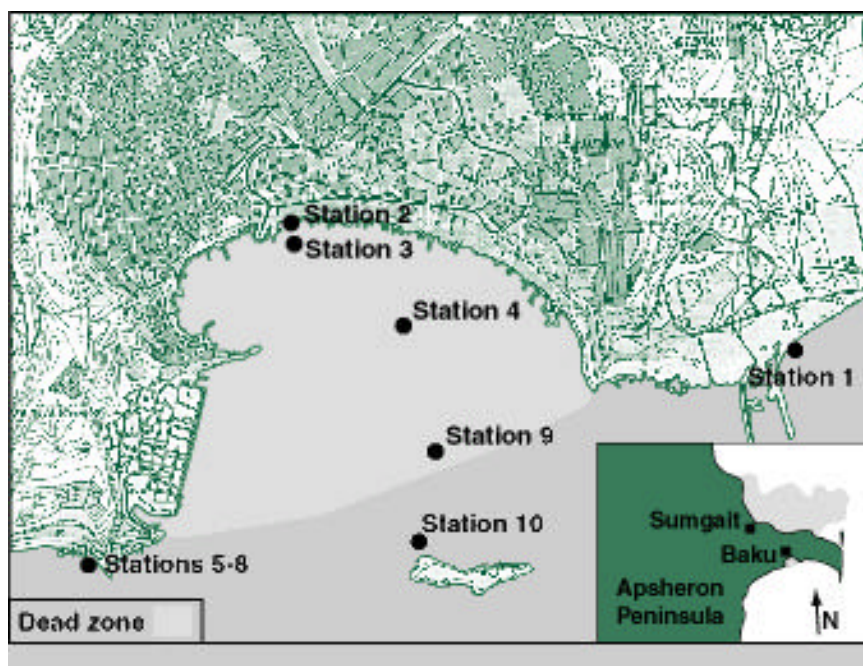 Station 2
Station 3
Station 4
Station 1
Station 9
Station 10
Stations 5-8
Dead zone
Sumgait
Baku
Apsheron
Peninsula
N